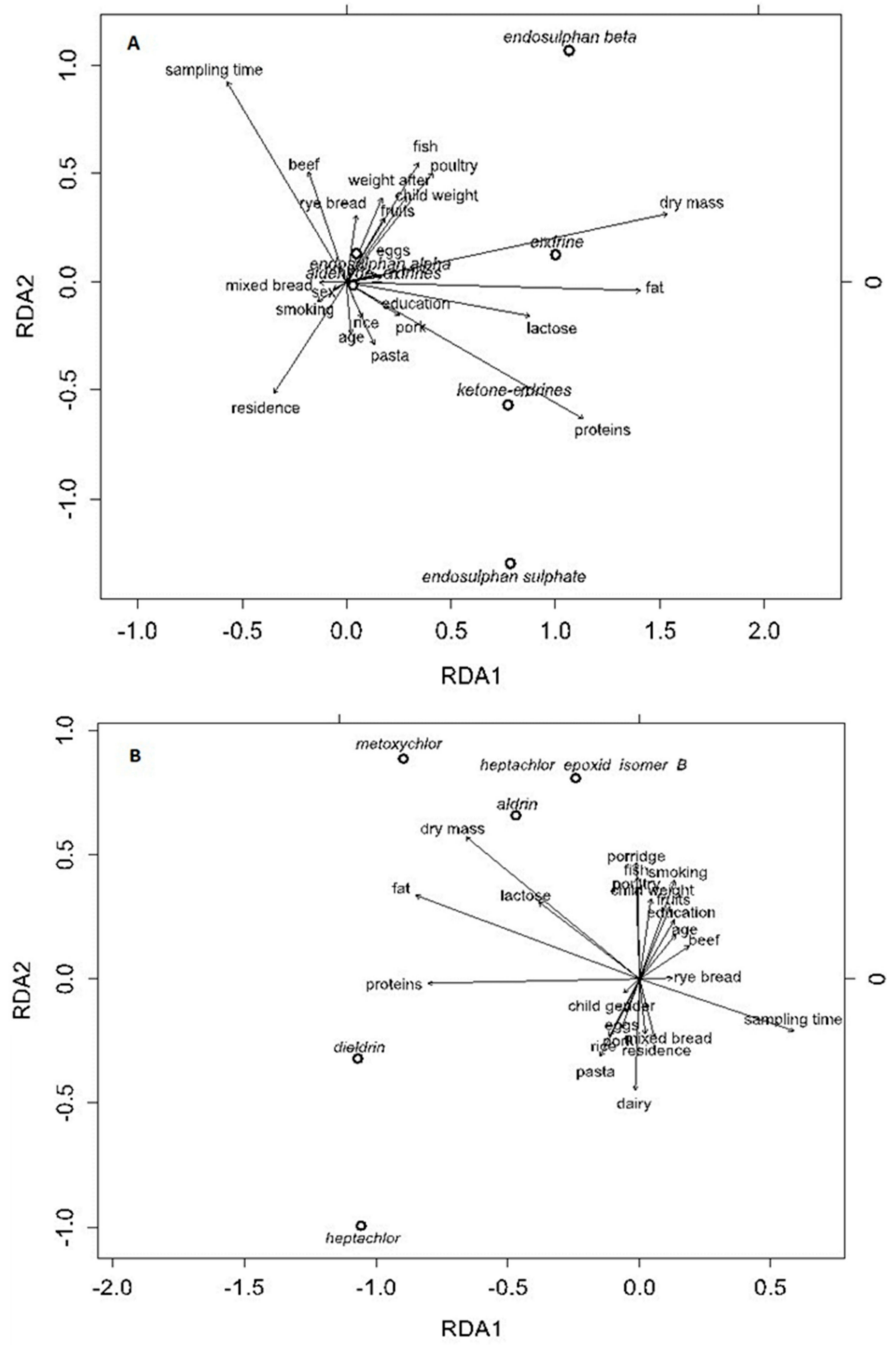 A
endosulphan beta
sampling time
1.0
fish
beef
poultry
0.5
weight after
child weight
rye bread
fruits
dry mass
eggs
endrine
endosulphan alpha
0.0
mixed bread
sex
fat
0
smoking
education
rice
pork
lactose
age
pasta
RDA2
-0.5
residence
ketone-endrines
proteins
-1.0
endosulphan sulphate
-1.0
-0.5
0.0
0.5
1.0
1.5
2.0
RDA1
1.0
B
metoxychlor
heptachlor epoxid isomer B
aldrin
dry mass
0.5
porridge
fish
smoking
poultry
child weight
fat
lactose
fruits
education
age
beef
RDA2
0.0
proteins
rye bread
0
child gender
sampling time
eggs
mixed bread
pork
rice
residence
dieldrin
pasta
-0.5
dairy
-1.0
heptachlor
-2.0
-1.5
-1.0
-0.5
0.0
0.5
RDA1